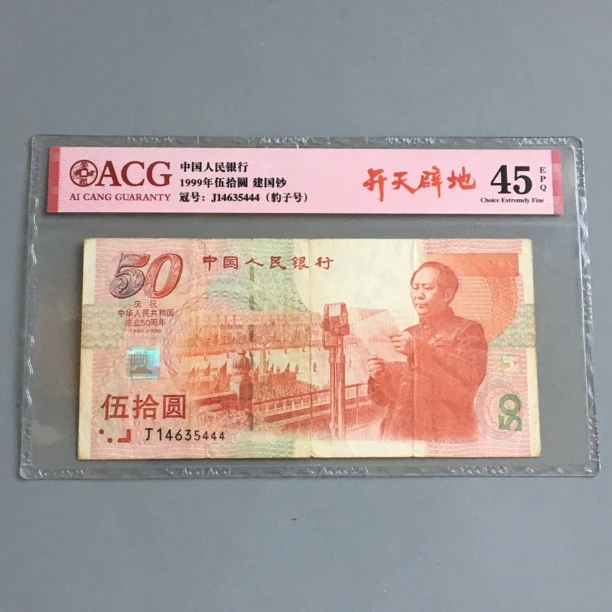 ACG
AI CANG GUARANTY
中国人民银行
1999年伍拾圆 建国钞
冠号：J14635444（豹子号）
开天辟地
45
EPQ
Choice Extremely Fine
50
中国人民银行
庆祝
中华人民共和国
成立50周年
1949-1999
伍拾圆
J14635444
50